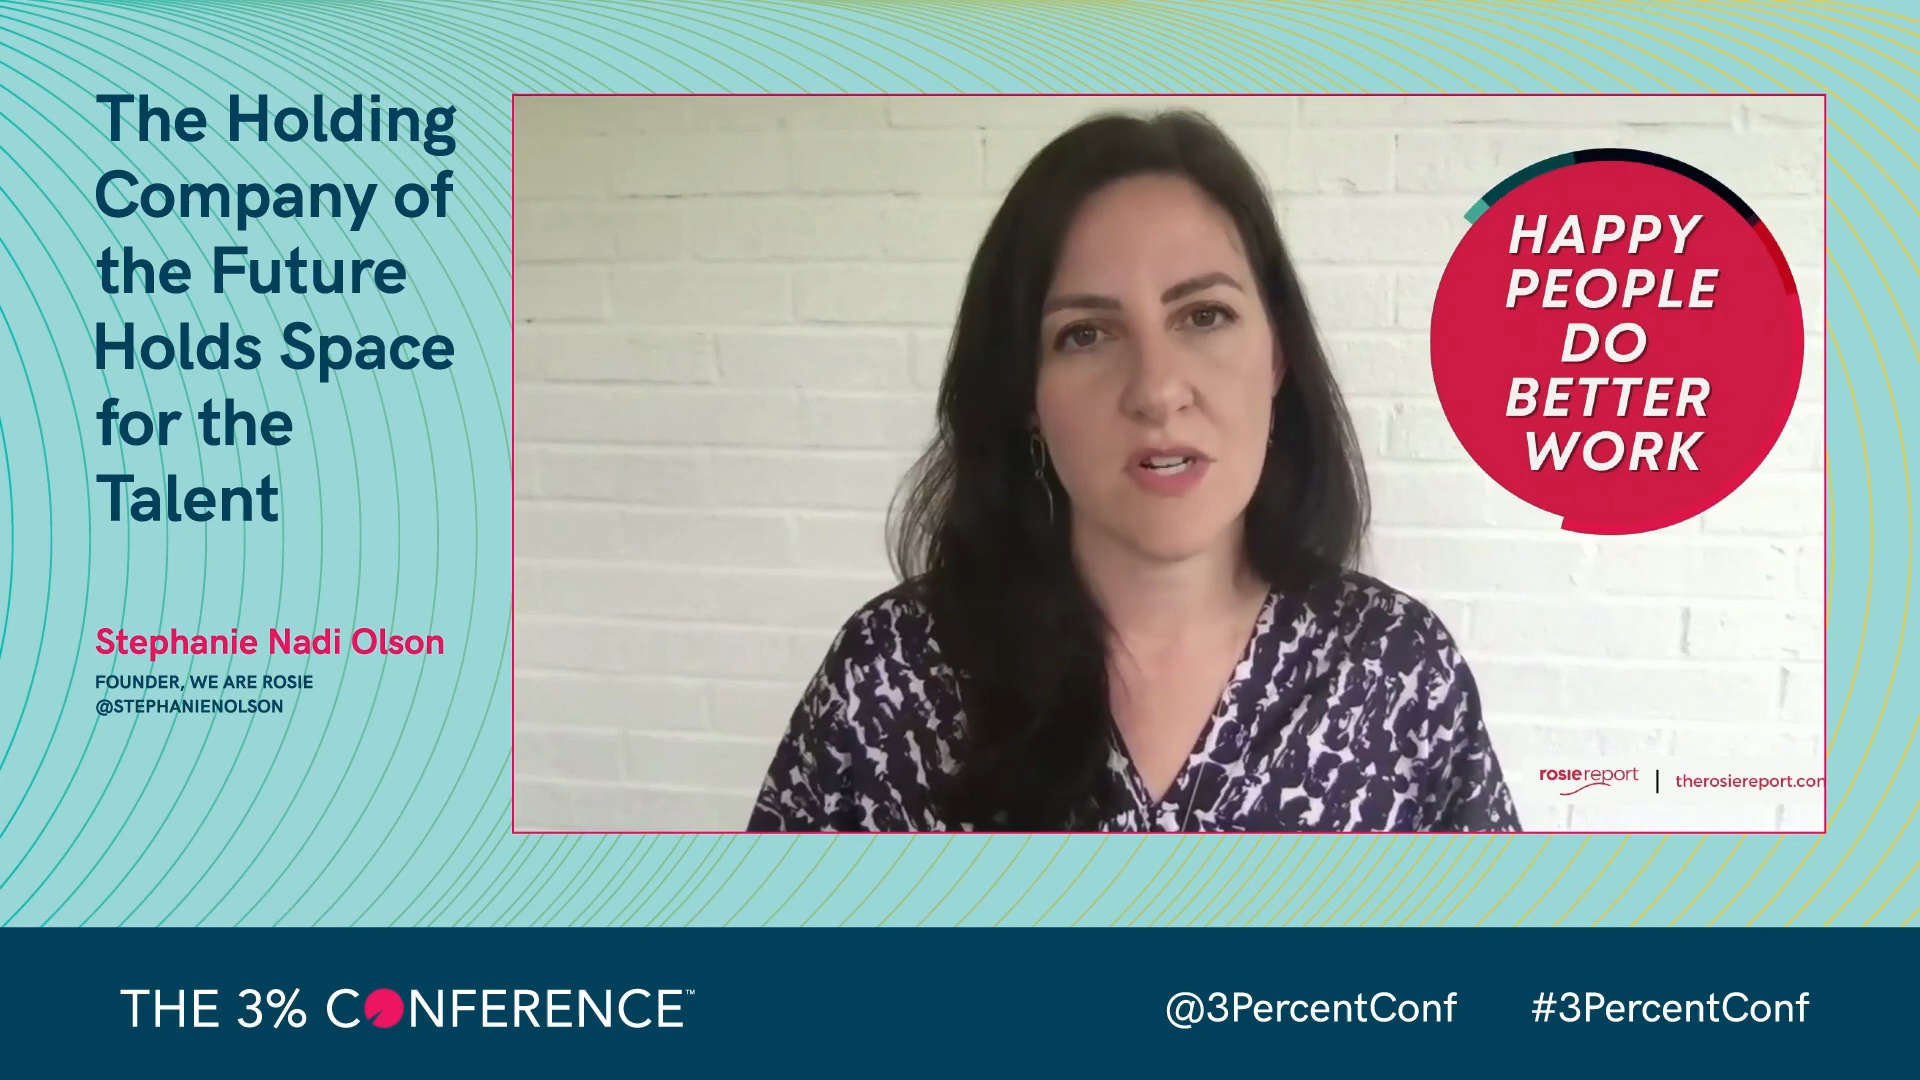 The Holding
Company of
the Future
Holds Space
for the
Talent
Stephanie Nadi Olson
FOUNDER, WE ARE ROSIE
@STEPHANIENOLSON
HAPPY
PEOPLE
DO
BETTER
WORK
rosiereport | therosiereport.com
THE 3% CONFERENCE™
@3PercentConf #3PercentConf